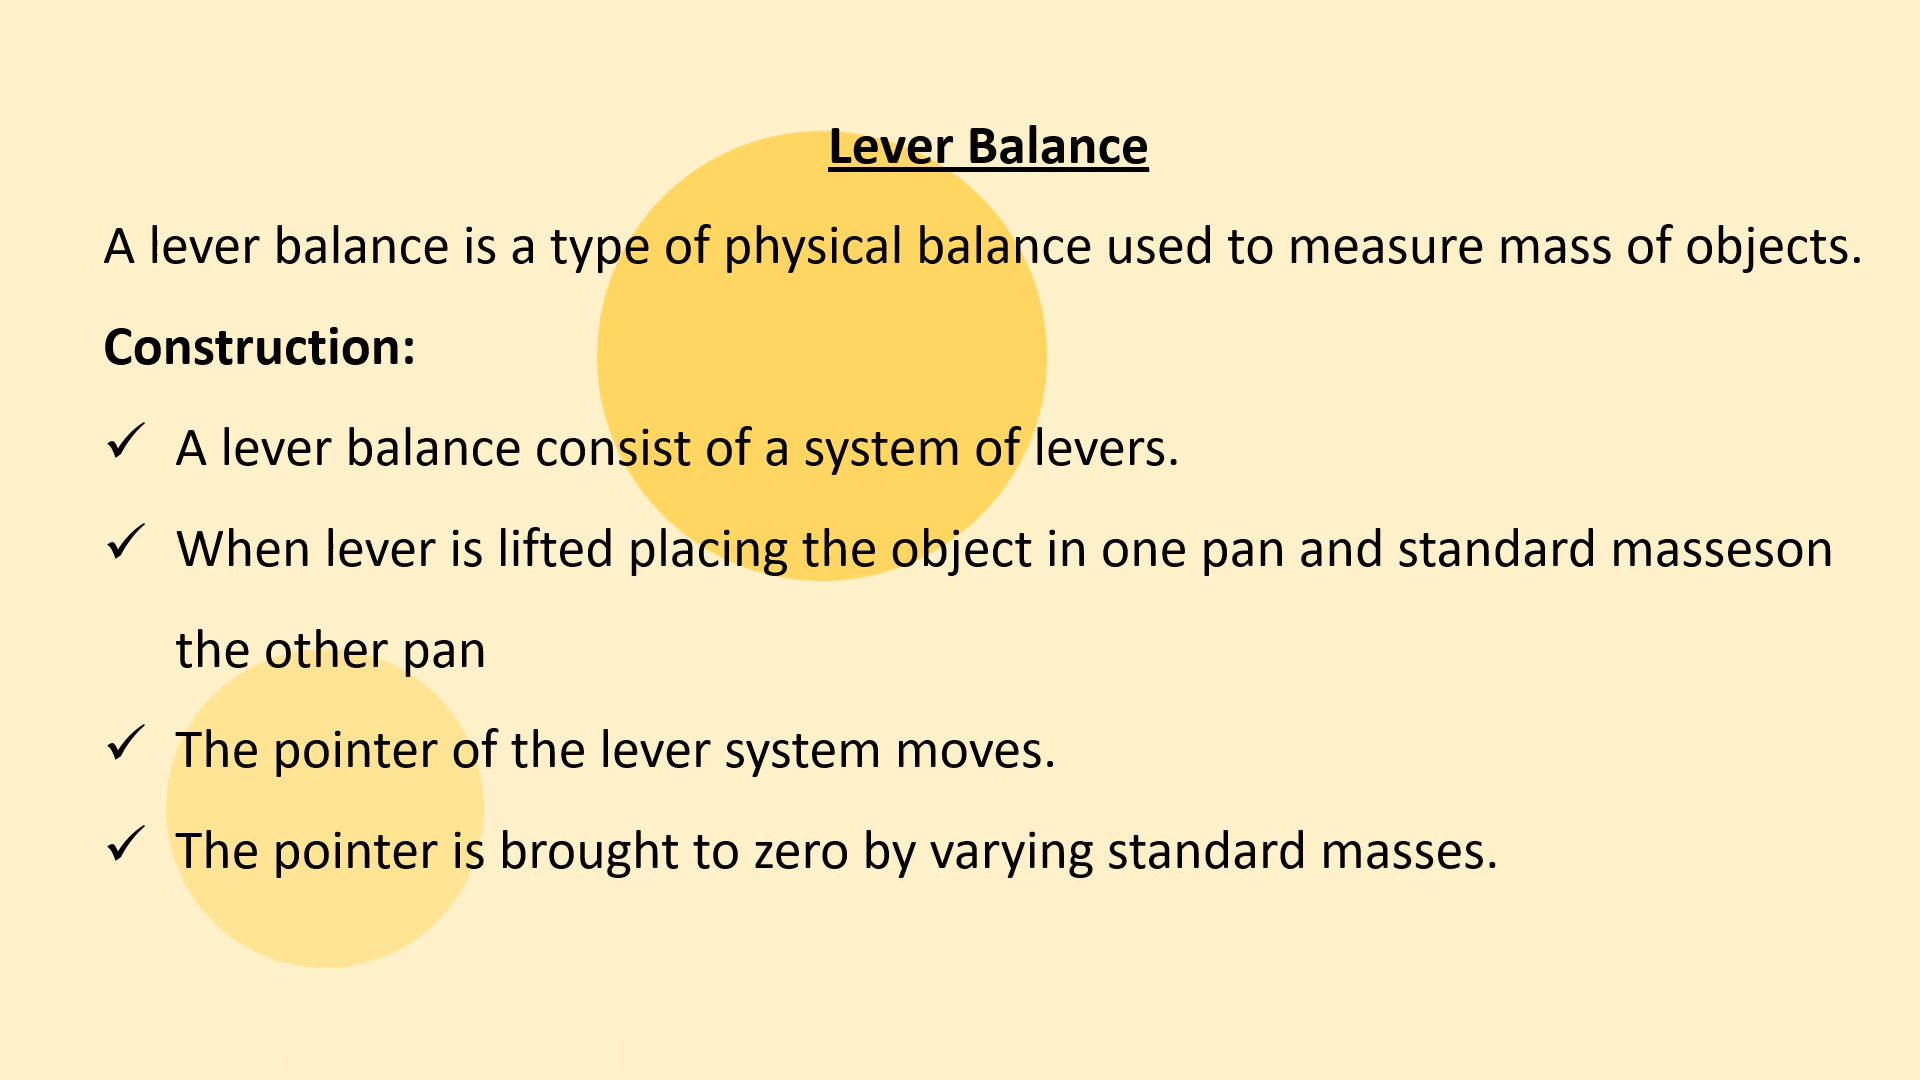 Lever Balance
A lever balance is a type of physical balance used to measure mass of objects.
Construction:
✓ A lever balance consist of a system of levers.
✓ When lever is lifted placing the object in one pan and standard masseson
the other pan
✓ The pointer of the lever system moves.
✓ The pointer is brought to zero by varying standard masses.